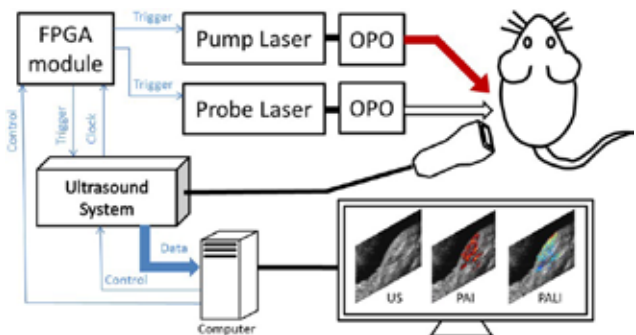 Trigger
FPGA
module
Pump Laser
OPO
Trigger
Probe Laser
OPO
Control
Trigger
Clock
Ultrasound
System
Data
Control
Computer
US
PAI
PALI